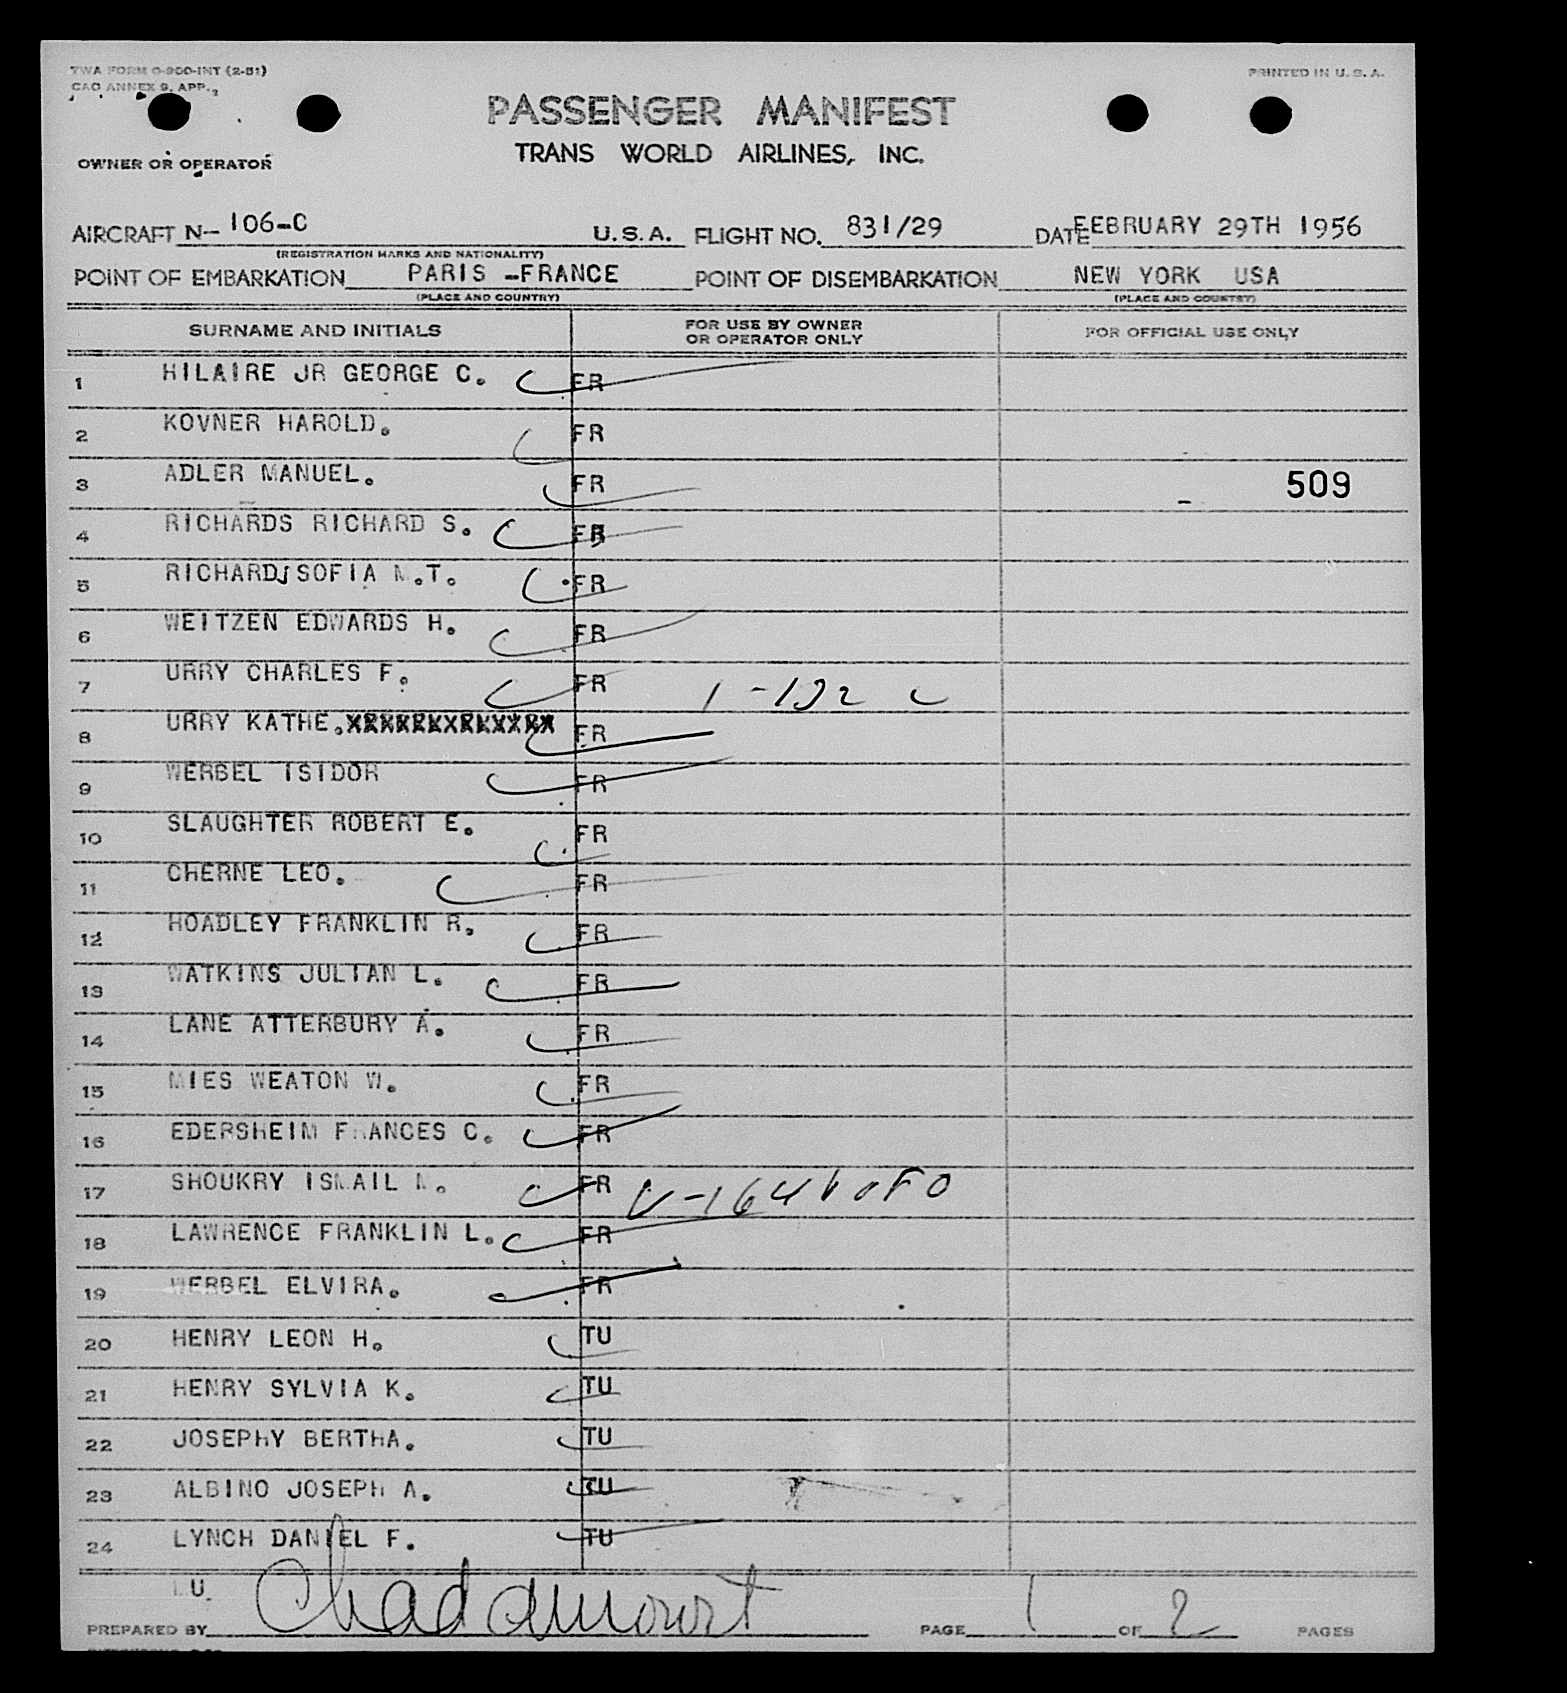 TWA FORM O-900-INT (2-51)
PRINTED IN U. S. A.
CAO ANNEX 9, APP.
PASSENGER MANIFEST
TRANS WORLD AIRLINES, INC.
OWNER OR OPERATOR
AIRCRAFT N- 106-C U.S.A. FLIGHT NO. 831/29 DATE FEBRUARY 29TH 1956
(REGISTRATION MARKS AND NATIONALITY)
POINT OF EMBARKATION PARIS -FRANCE POINT OF DISEMBARKATION NEW YORK USA
(PLACE AND COUNTRY) (PLACE AND COUNTRY)
SURNAME AND INITIALS FOR USE BY OWNER OR OPERATOR ONLY FOR OFFICIAL USE ONLY
1 HILAIRE JR GEORGE C. FR
2 KOVNER HAROLD. FR
3 ADLER MANUEL. FR 509
4 RICHARDS RICHARD S. FR
5 RICHARDS SOFIA M.T. FR
6 WEITZEN EDWARDS H. FR
7 URRY CHARLES F. FR 1-132 C
8 URRY KATHE. FR
9 WERBEL ISIDOR FR
10 SLAUGHTER ROBERT E. FR
11 CHERNE LEO. FR
12 HOADLEY FRANKLIN R. FR
13 WATKINS JULIAN L. FR
14 LANE ATTERBURY A. FR
15 MIES WEATON W. FR
16 EDERSHEIM FRANCES C. FR
17 SHOUKRY ISMAIL M. FR
18 LAWRENCE FRANKLIN L. FR
19 WERBEL ELVIRA. FR
20 HENRY LEON H. TU
21 HENRY SYLVIA K. TU
22 JOSEPHY BERTHA. TU
23 ALBINO JOSEPH A. TU
24 LYNCH DANIEL F. TU
PREPARED BY PAGE 1 OF 2 PAGES